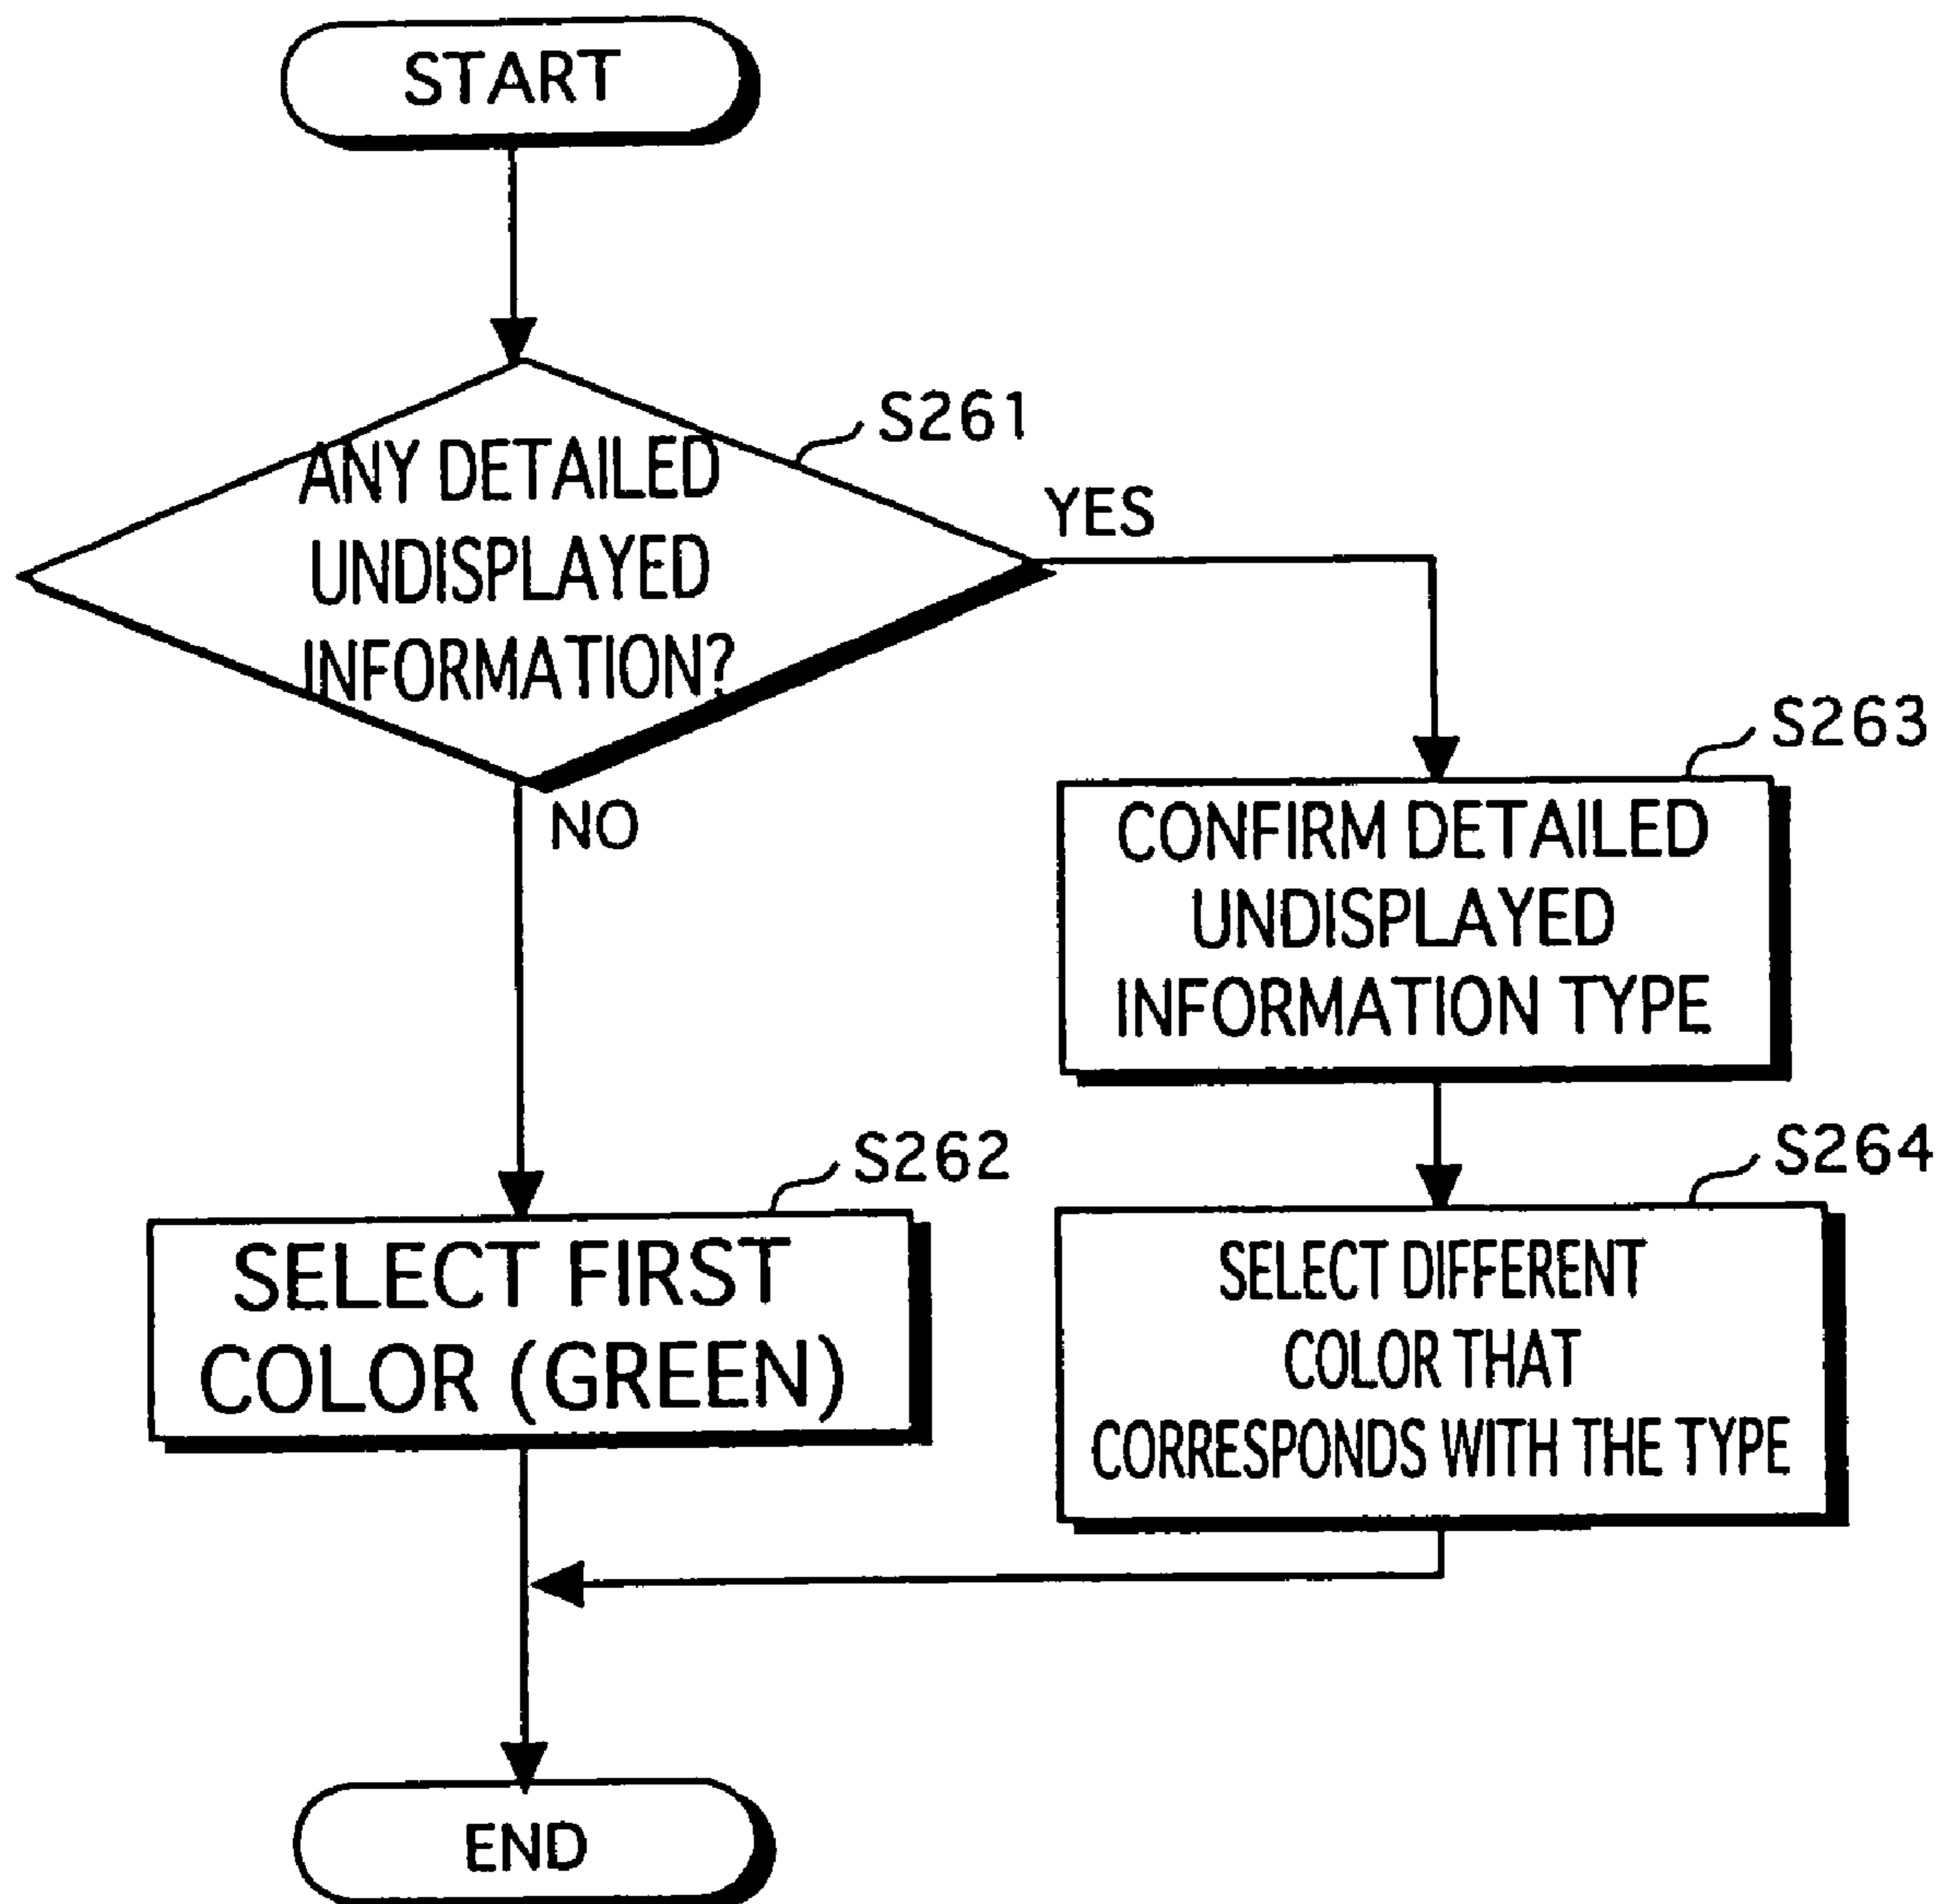 START
S261
ANY DETAILED
UNDISPLAYED
INFORMATION?
YES
NO
S263
CONFIRM DETAILED
UNDISPLAYED
INFORMATION TYPE
S262
SELECT FIRST
COLOR (GREEN)
S264
SELECT DIFFERENT
COLOR THAT
CORRESPONDS WITH THE TYPE
END